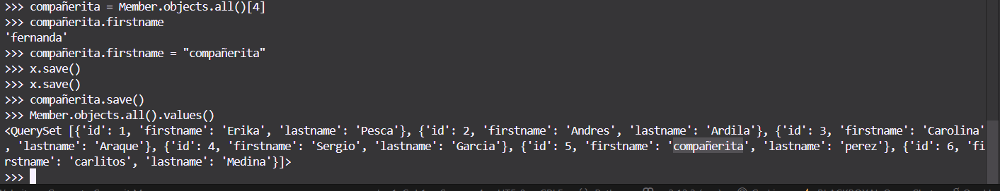 >>> compañerita = Member.objects.all()[4]
>>> compañerita.firstname
'fernanda'
>>> compañerita.firstname = "compañerita"
>>> x.save()
>>> x.save()
>>> compañerita.save()
>>> Member.objects.all().values()
<QuerySet [{'id': 1, 'firstname': 'Erika', 'lastname': 'Pesca'}, {'id': 2, 'firstname': 'Andres', 'lastname': 'Ardila'}, {'id': 3, 'firstname': 'Carolina'
, 'lastname': 'Araque'}, {'id': 4, 'firstname': 'Sergio', 'lastname': 'Garcia'}, {'id': 5, 'firstname': 'compañerita', 'lastname': 'perez'}, {'id': 6, 'fi
rstname': 'carlitos', 'lastname': 'Medina'}]>
>>>